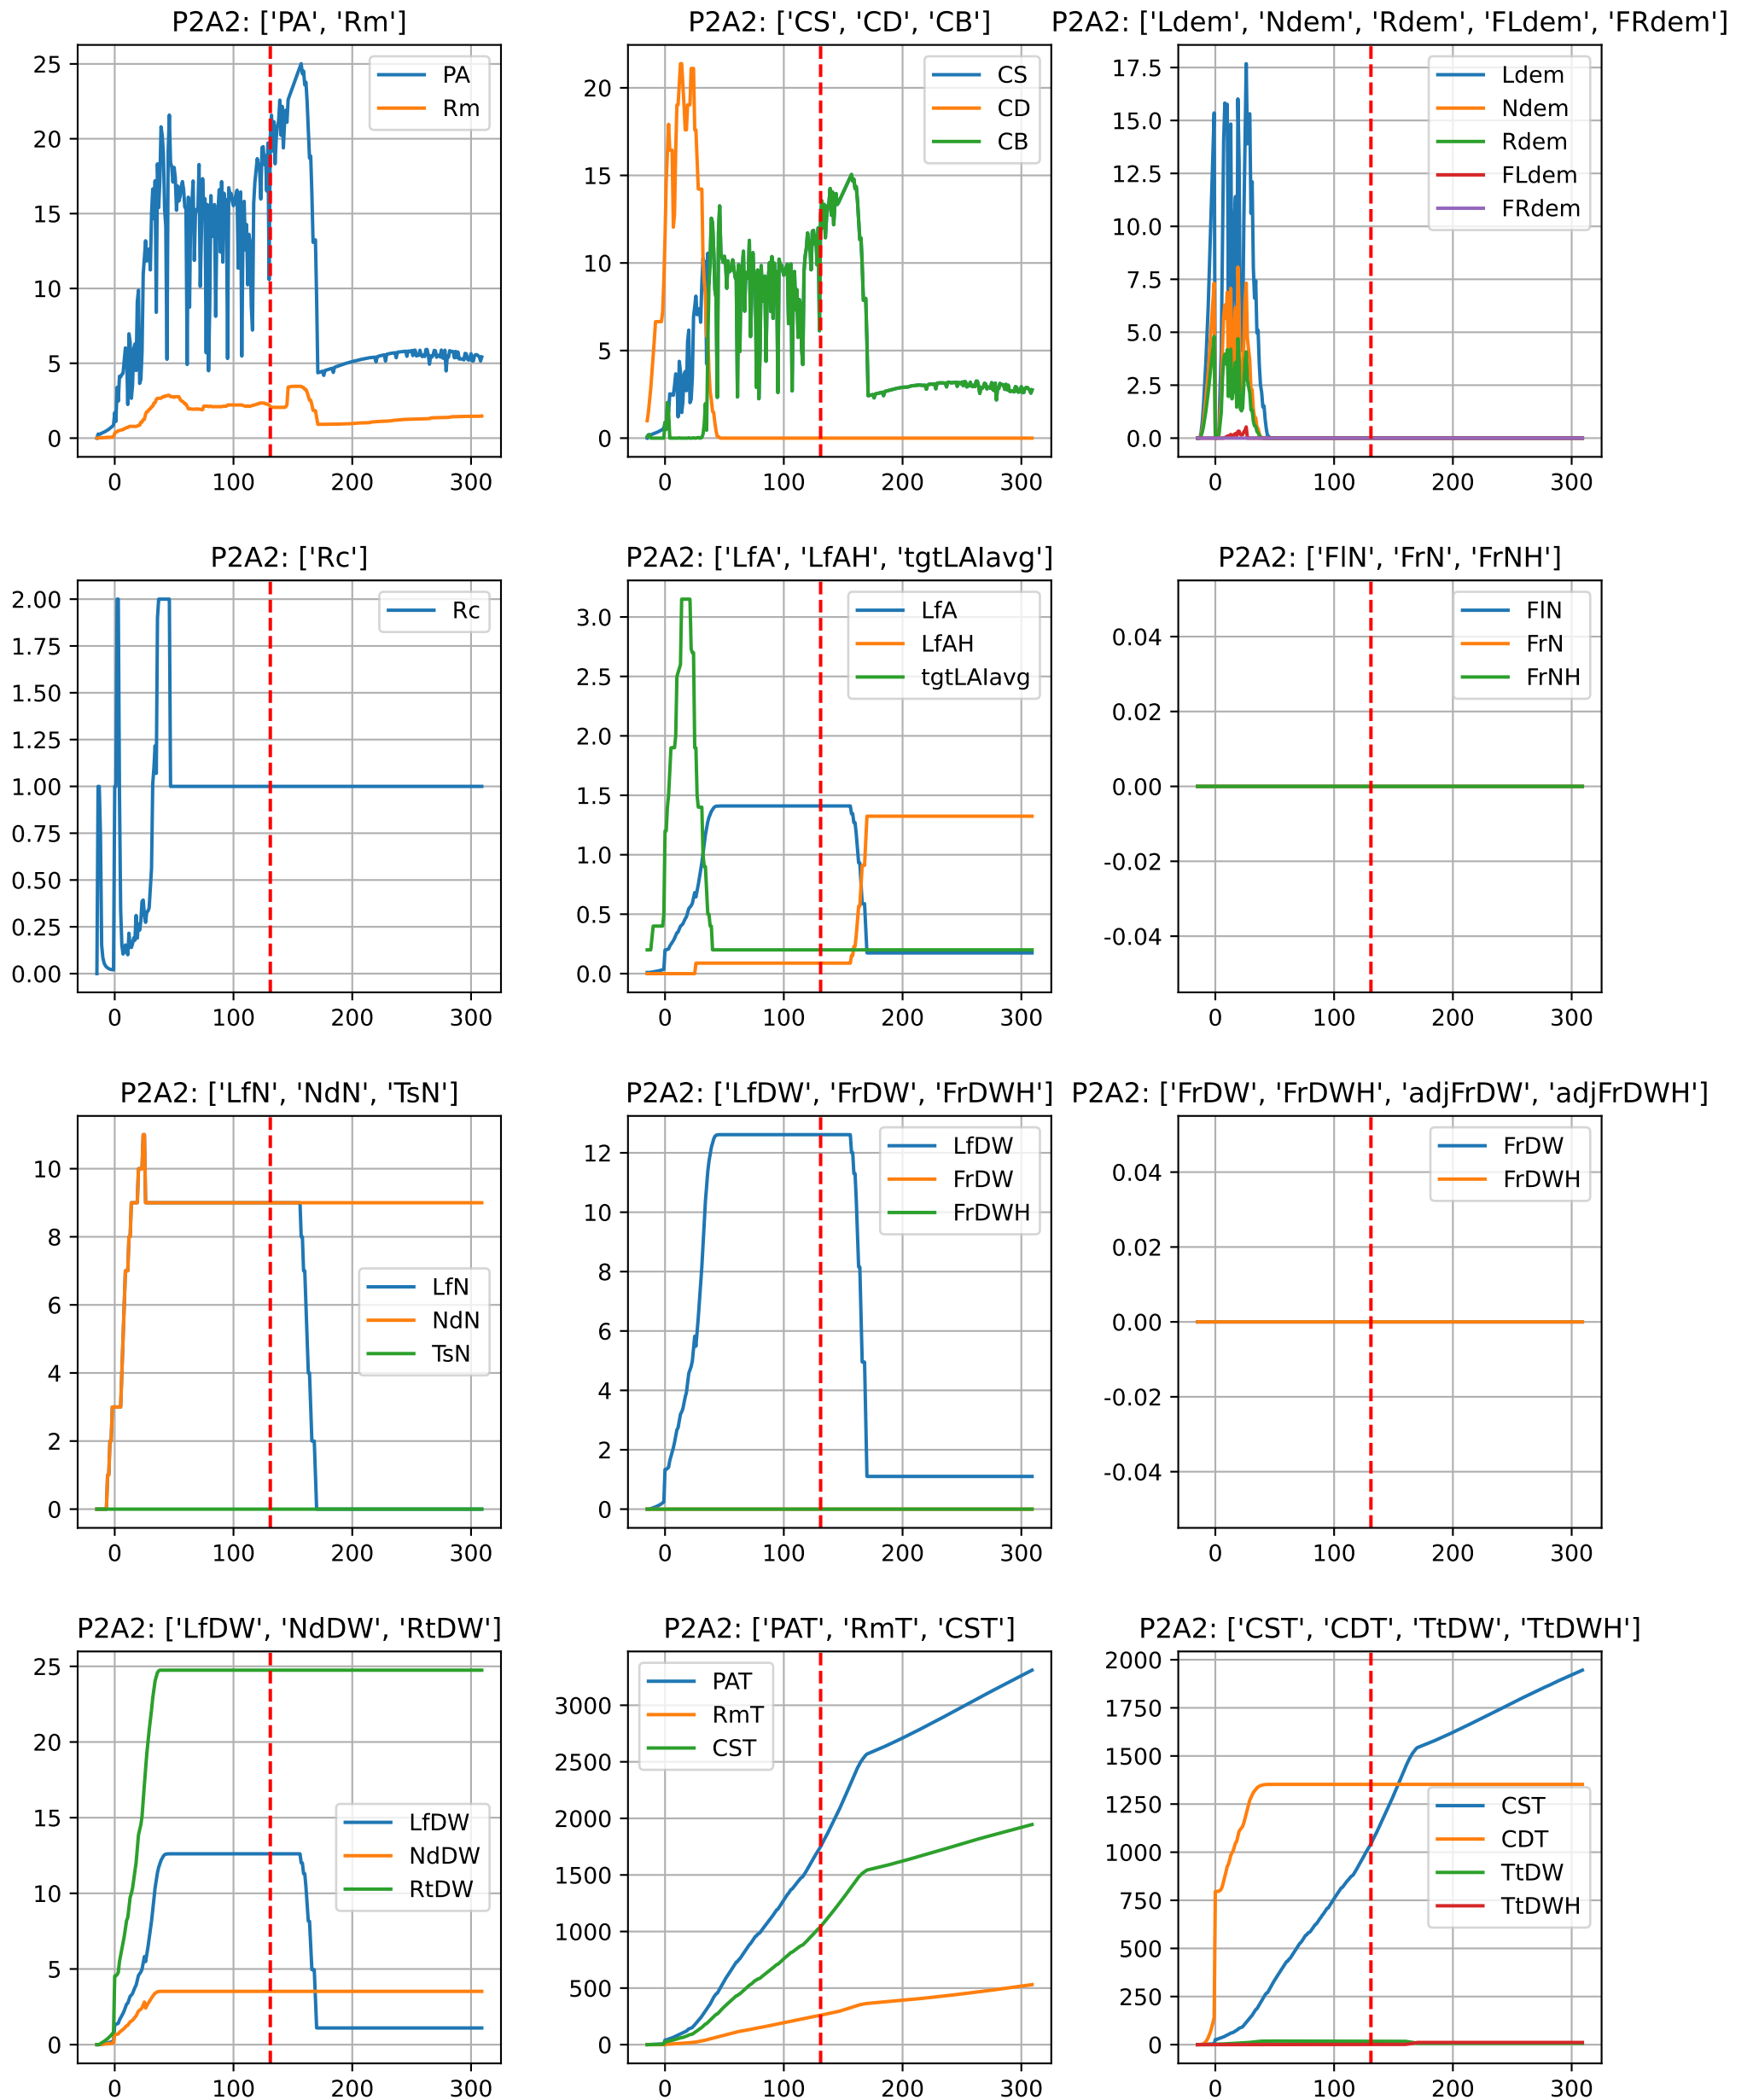 P2A2: ['PA', 'Rm']
25
20
15
10
5
0
PA
Rm
0 100 200 300
P2A2: ['CS', 'CD', 'CB']
20
15
10
5
0
CS
CD
CB
0 100 200 300
P2A2: ['Ldem', 'Ndem', 'Rdem', 'FLdem', 'FRdem']
17.5
15.0
12.5
10.0
7.5
5.0
2.5
0.0
Ldem
Ndem
Rdem
FLdem
FRdem
0 100 200 300
P2A2: ['Rc']
2.00
1.75
1.50
1.25
1.00
0.75
0.50
0.25
0.00
Rc
0 100 200 300
P2A2: ['LfA', 'LfAH', 'tgtLAIavg']
3.0
2.5
2.0
1.5
1.0
0.5
0.0
LfA
LfAH
tgtLAIavg
0 100 200 300
P2A2: ['FlN', 'FrN', 'FrNH']
0.04
0.02
0.00
-0.02
-0.04
FlN
FrN
FrNH
0 100 200 300
P2A2: ['LfN', 'NdN', 'TsN']
10
8
6
4
2
0
LfN
NdN
TsN
0 100 200 300
P2A2: ['LfDW', 'FrDW', 'FrDWH']
12
10
8
6
4
2
0
LfDW
FrDW
FrDWH
0 100 200 300
P2A2: ['FrDW', 'FrDWH', 'adjFrDW', 'adjFrDWH']
0.04
0.02
0.00
-0.02
-0.04
FrDW
FrDWH
0 100 200 300
P2A2: ['LfDW', 'NdDW', 'RtDW']
25
20
15
10
5
0
LfDW
NdDW
RtDW
0 100 200 300
P2A2: ['PAT', 'RmT', 'CST']
3000
2500
2000
1500
1000
500
0
PAT
RmT
CST
0 100 200 300
P2A2: ['CST', 'CDT', 'TtDW', 'TtDWH']
2000
1750
1500
1250
1000
750
500
250
0
CST
CDT
TtDW
TtDWH
0 100 200 300